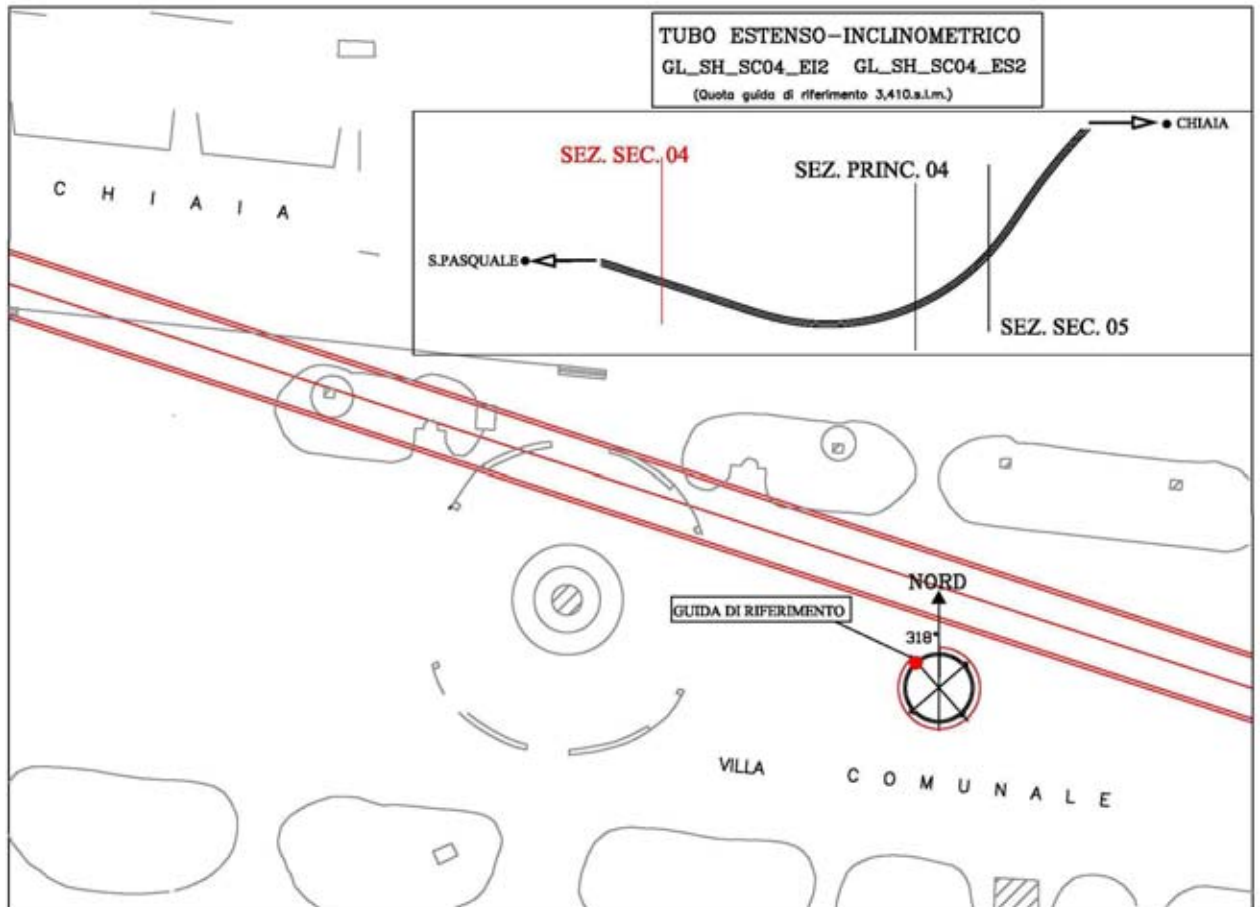 TUBO ESTENSO-INCLINOMETRICO
GL_SH_SC04_EI2 GL_SH_SC04_ES2
(Quota guida di riferimento 3,410.s.l.m.)
CHIAIA
SEZ. SEC. 04
SEZ. PRINC. 04
C H I A I A
S.PASQUALE
SEZ. SEC. 05
NORD
GUIDA DI RIFERIMENTO
318°
VILLA C O M U N A L E